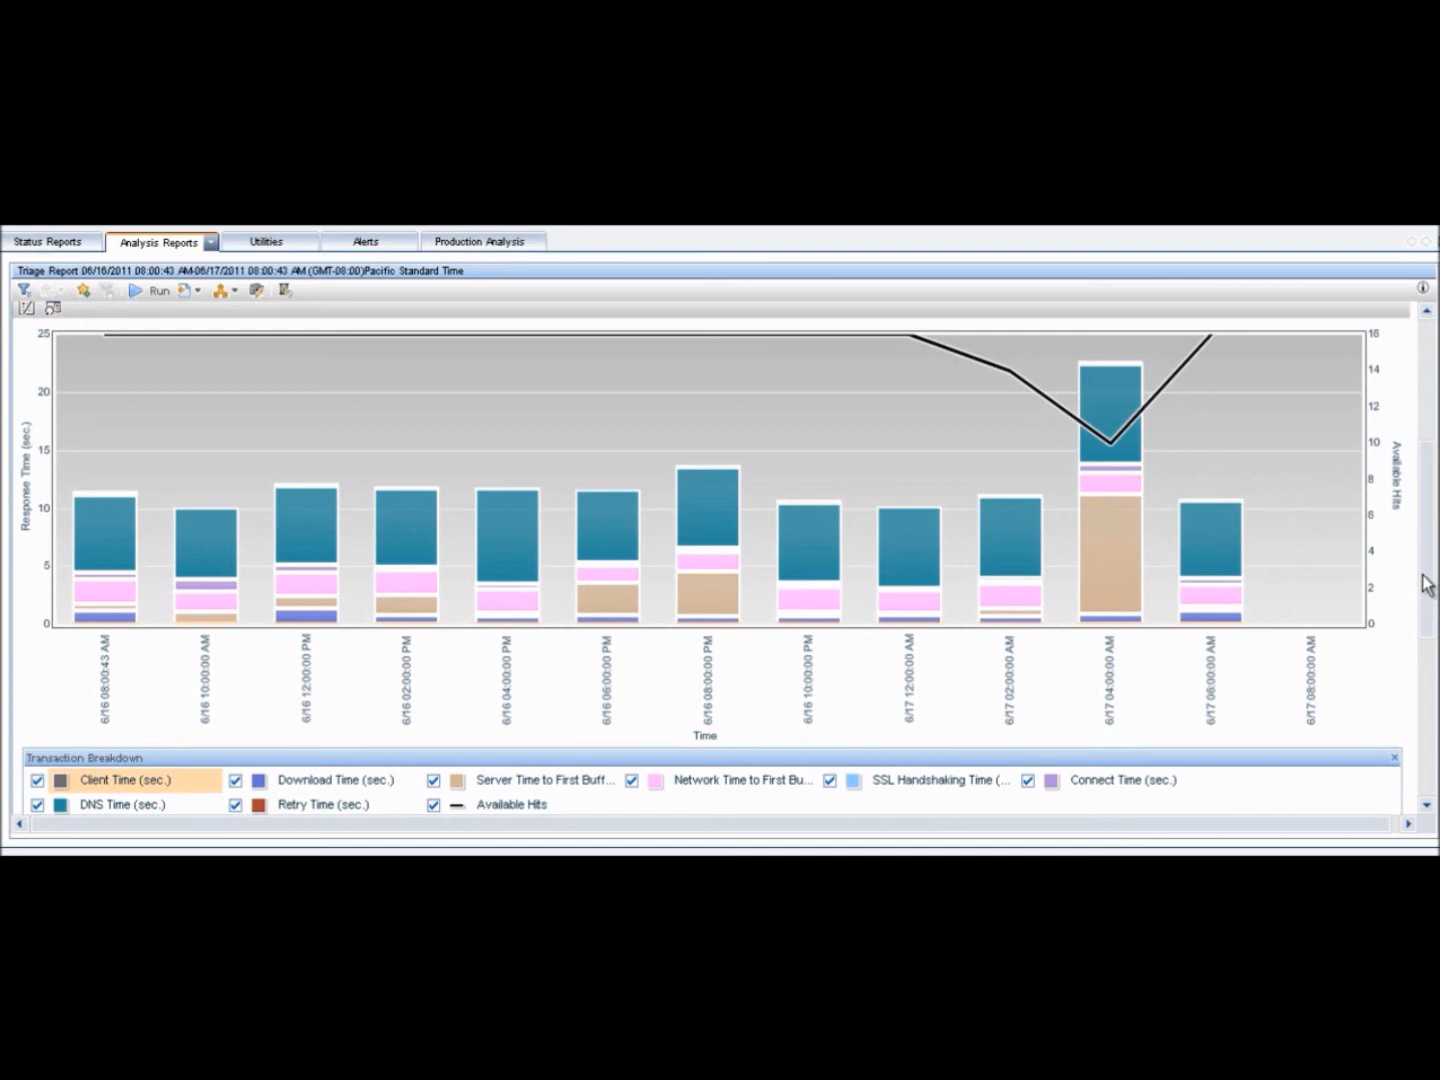 Status Reports Analysis Reports Utilities Alerts Production Analysis
Triage Report 06/16/2011 08:00:43 AM-06/17/2011 08:00:43 AM (GMT-08:00)Pacific Standard Time
Run
25 16
20 14
15 12
10 10
5 8
0 6
4
2
0
Response Time (sec.)
Available Hits
6/16 08:00:43 AM
6/16 10:00:00 AM
6/16 12:00:00 PM
6/16 02:00:00 PM
6/16 04:00:00 PM
6/16 06:00:00 PM
6/16 08:00:00 PM
6/16 10:00:00 PM
6/17 12:00:00 AM
6/17 02:00:00 AM
6/17 04:00:00 AM
6/17 06:00:00 AM
6/17 08:00:00 AM
Time
Transaction Breakdown
Client Time (sec.) Download Time (sec.) Server Time to First Buff... Network Time to First Bu... SSL Handshaking Time (... Connect Time (sec.)
DNS Time (sec.) Retry Time (sec.) Available Hits